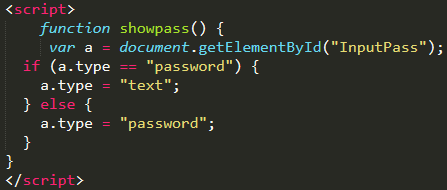 <script>
function showpass() {
var a = document.getElementById("InputPass");
if (a.type == "password") {
a.type = "text";
} else {
a.type = "password";
}
}
</script>